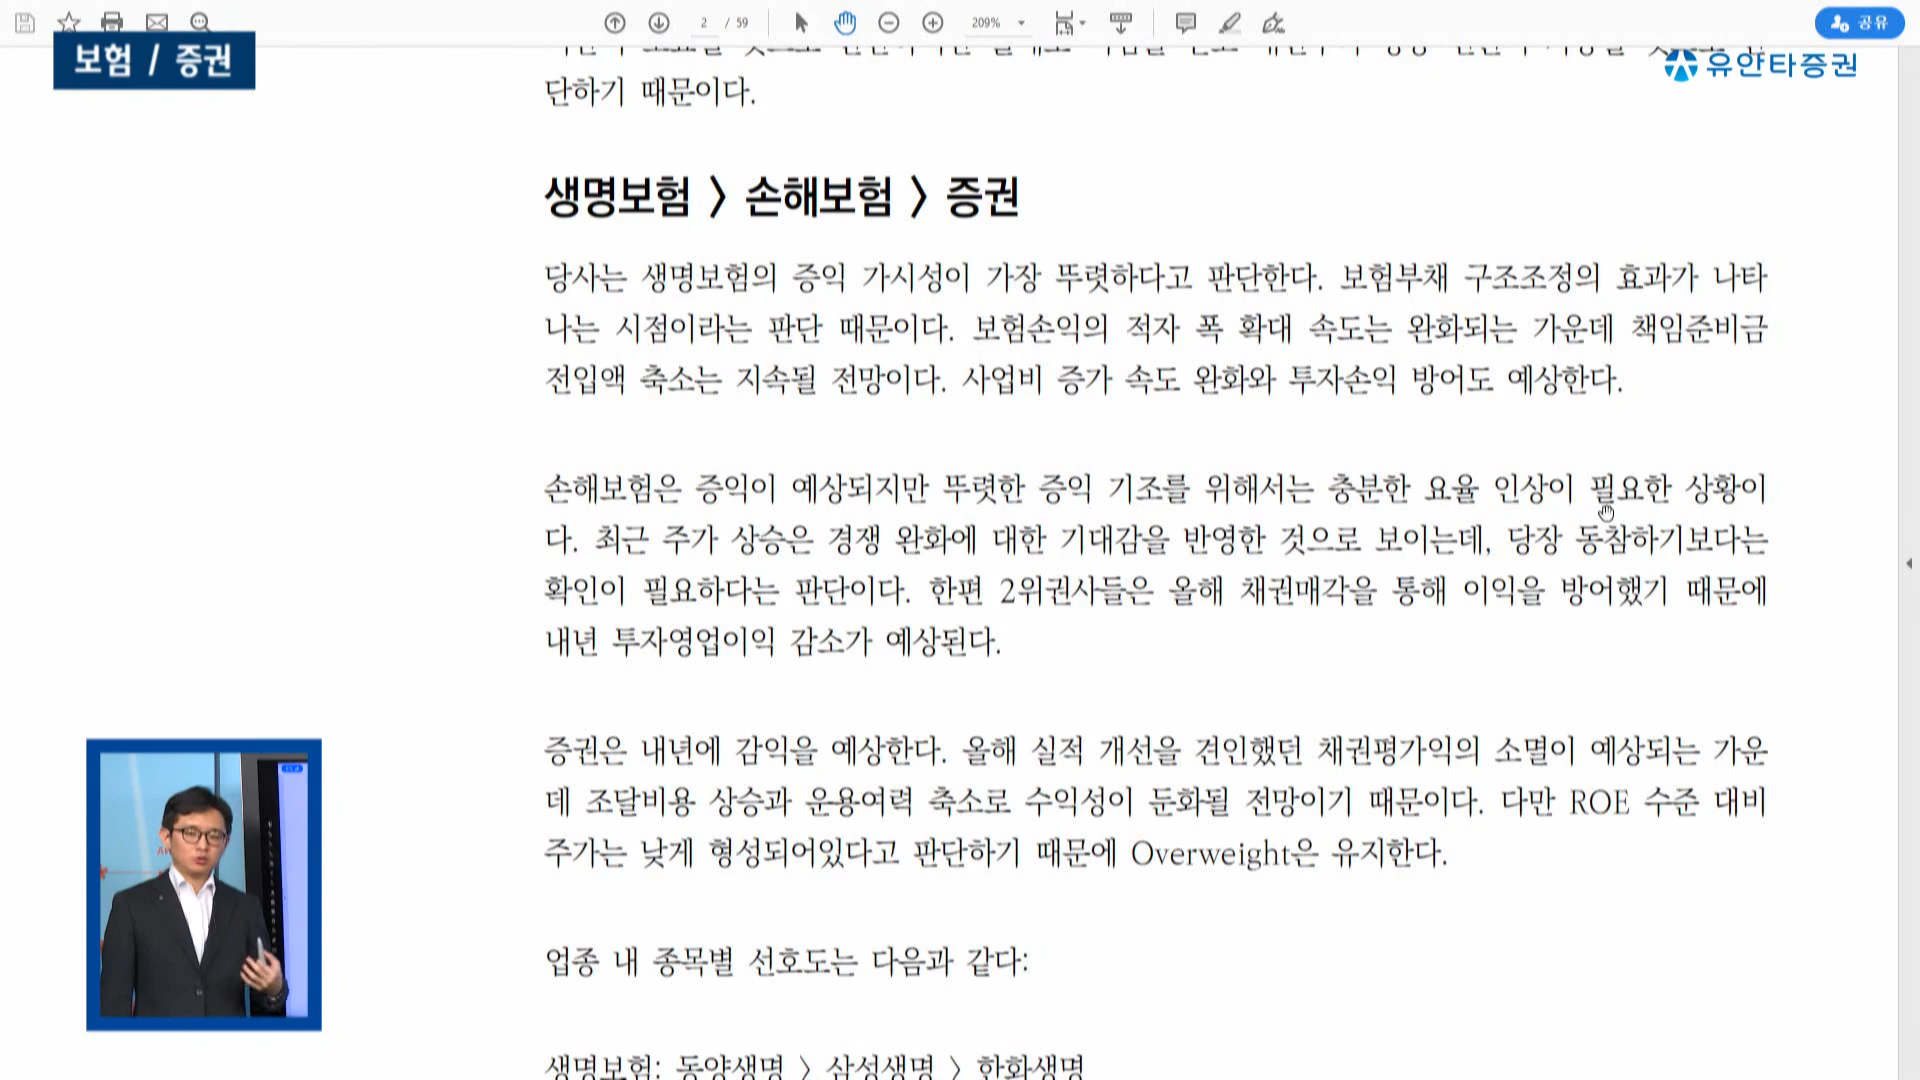 2 / 59
209%
공유
보험 / 증권
유안타증권
단하기 때문이다.
생명보험 > 손해보험 > 증권
당사는 생명보험의 증익 가시성이 가장 뚜렷하다고 판단한다. 보험부채 구조조정의 효과가 나타
나는 시점이라는 판단 때문이다. 보험손익의 적자 폭 확대 속도는 완화되는 가운데 책임준비금
전입액 축소는 지속될 전망이다. 사업비 증가 속도 완화와 투자손익 방어도 예상한다.
손해보험은 증익이 예상되지만 뚜렷한 증익 기조를 위해서는 충분한 요율 인상이 필요한 상황이
다. 최근 주가 상승은 경쟁 완화에 대한 기대감을 반영한 것으로 보이는데, 당장 동참하기보다는
확인이 필요하다는 판단이다. 한편 2위권사들은 올해 채권매각을 통해 이익을 방어했기 때문에
내년 투자영업이익 감소가 예상된다.
증권은 내년에 감익을 예상한다. 올해 실적 개선을 견인했던 채권평가익의 소멸이 예상되는 가운
데 조달비용 상승과 운용여력 축소로 수익성이 둔화될 전망이기 때문이다. 다만 ROE 수준 대비
주가는 낮게 형성되어있다고 판단하기 때문에 Overweight은 유지한다.
업종 내 종목별 선호도는 다음과 같다:
생명보험: 동양생명 > 삼성생명 > 한화생명